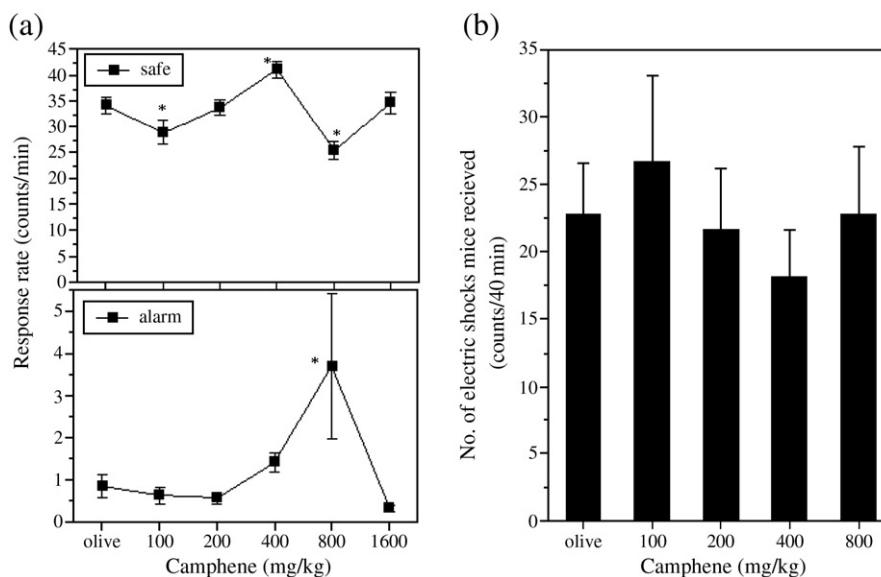 (a)
45
40
35
30
25
20
15
10
5
0
safe
*
*
*
Response rate (counts/min)
5
4
3
2
1
0
alarm
*
olive 100 200 400 800 1600
Camphene (mg/kg)
(b)
No. of electric shocks mice recieved
(counts/40 min)
35
30
25
20
15
10
5
0
olive 100 200 400 800
Camphene (mg/kg)